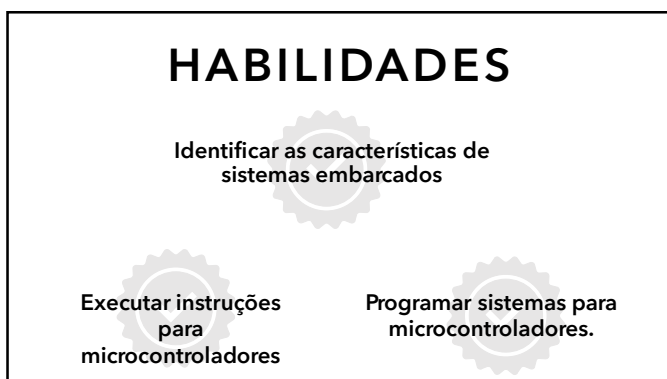 HABILIDADES
Identificar as características de
sistemas embarcados
Executar instruções
para
microcontroladores
Programar sistemas para
microcontroladores.